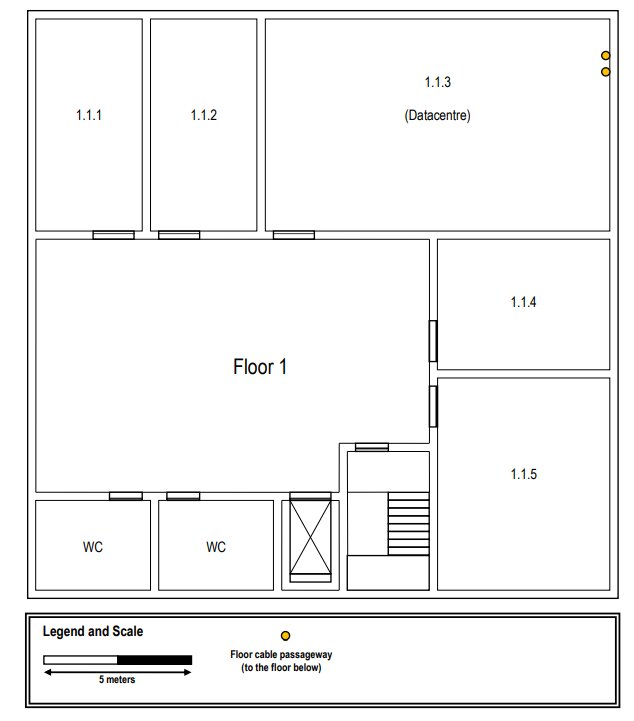 1.1.1
1.1.2
1.1.3
(Datacentre)
1.1.4
Floor 1
1.1.5
WC
WC
Legend and Scale
5 meters
Floor cable passageway
(to the floor below)